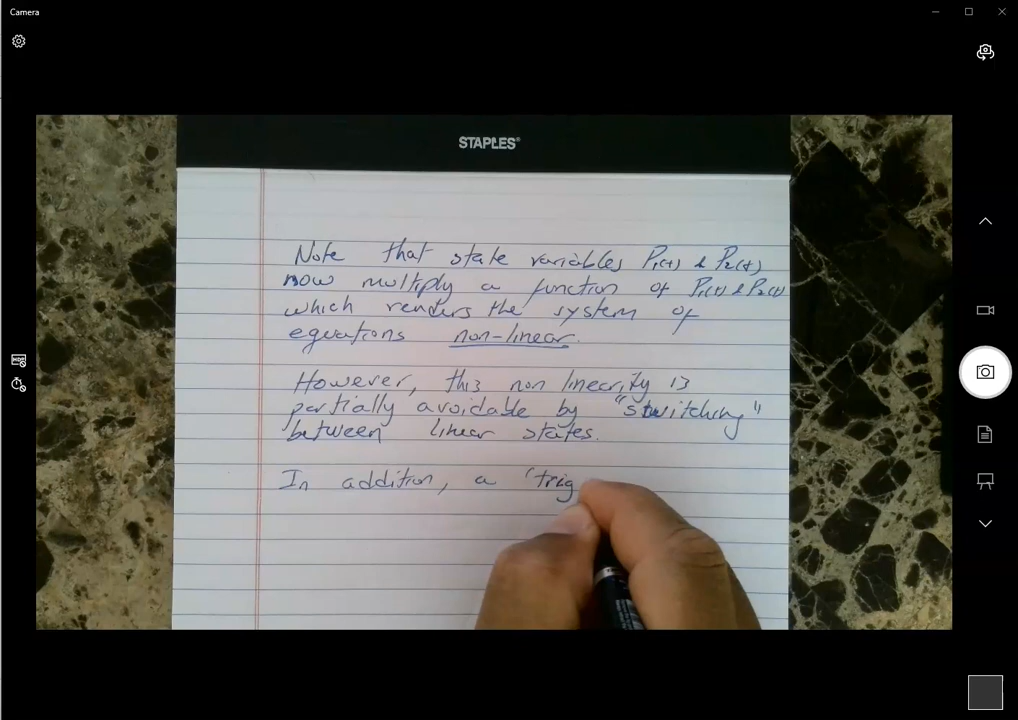 Camera
STAPLES®
Note that state variables P₁(t) & P₂(t)
now multiply a function of P₁(t) & P₂(t)
which renders the system of
equations non-linear.
However, this non linearity is
partially avoidable by "switching"
between linear states.
In addition, a 'trig